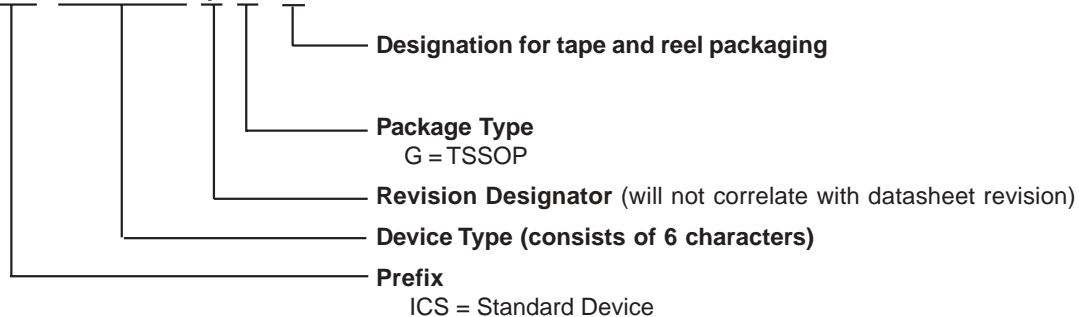 Designation for tape and reel packaging
Package Type
G = TSSOP
Revision Designator (will not correlate with datasheet revision)
Device Type (consists of 6 characters)
Prefix
ICS = Standard Device